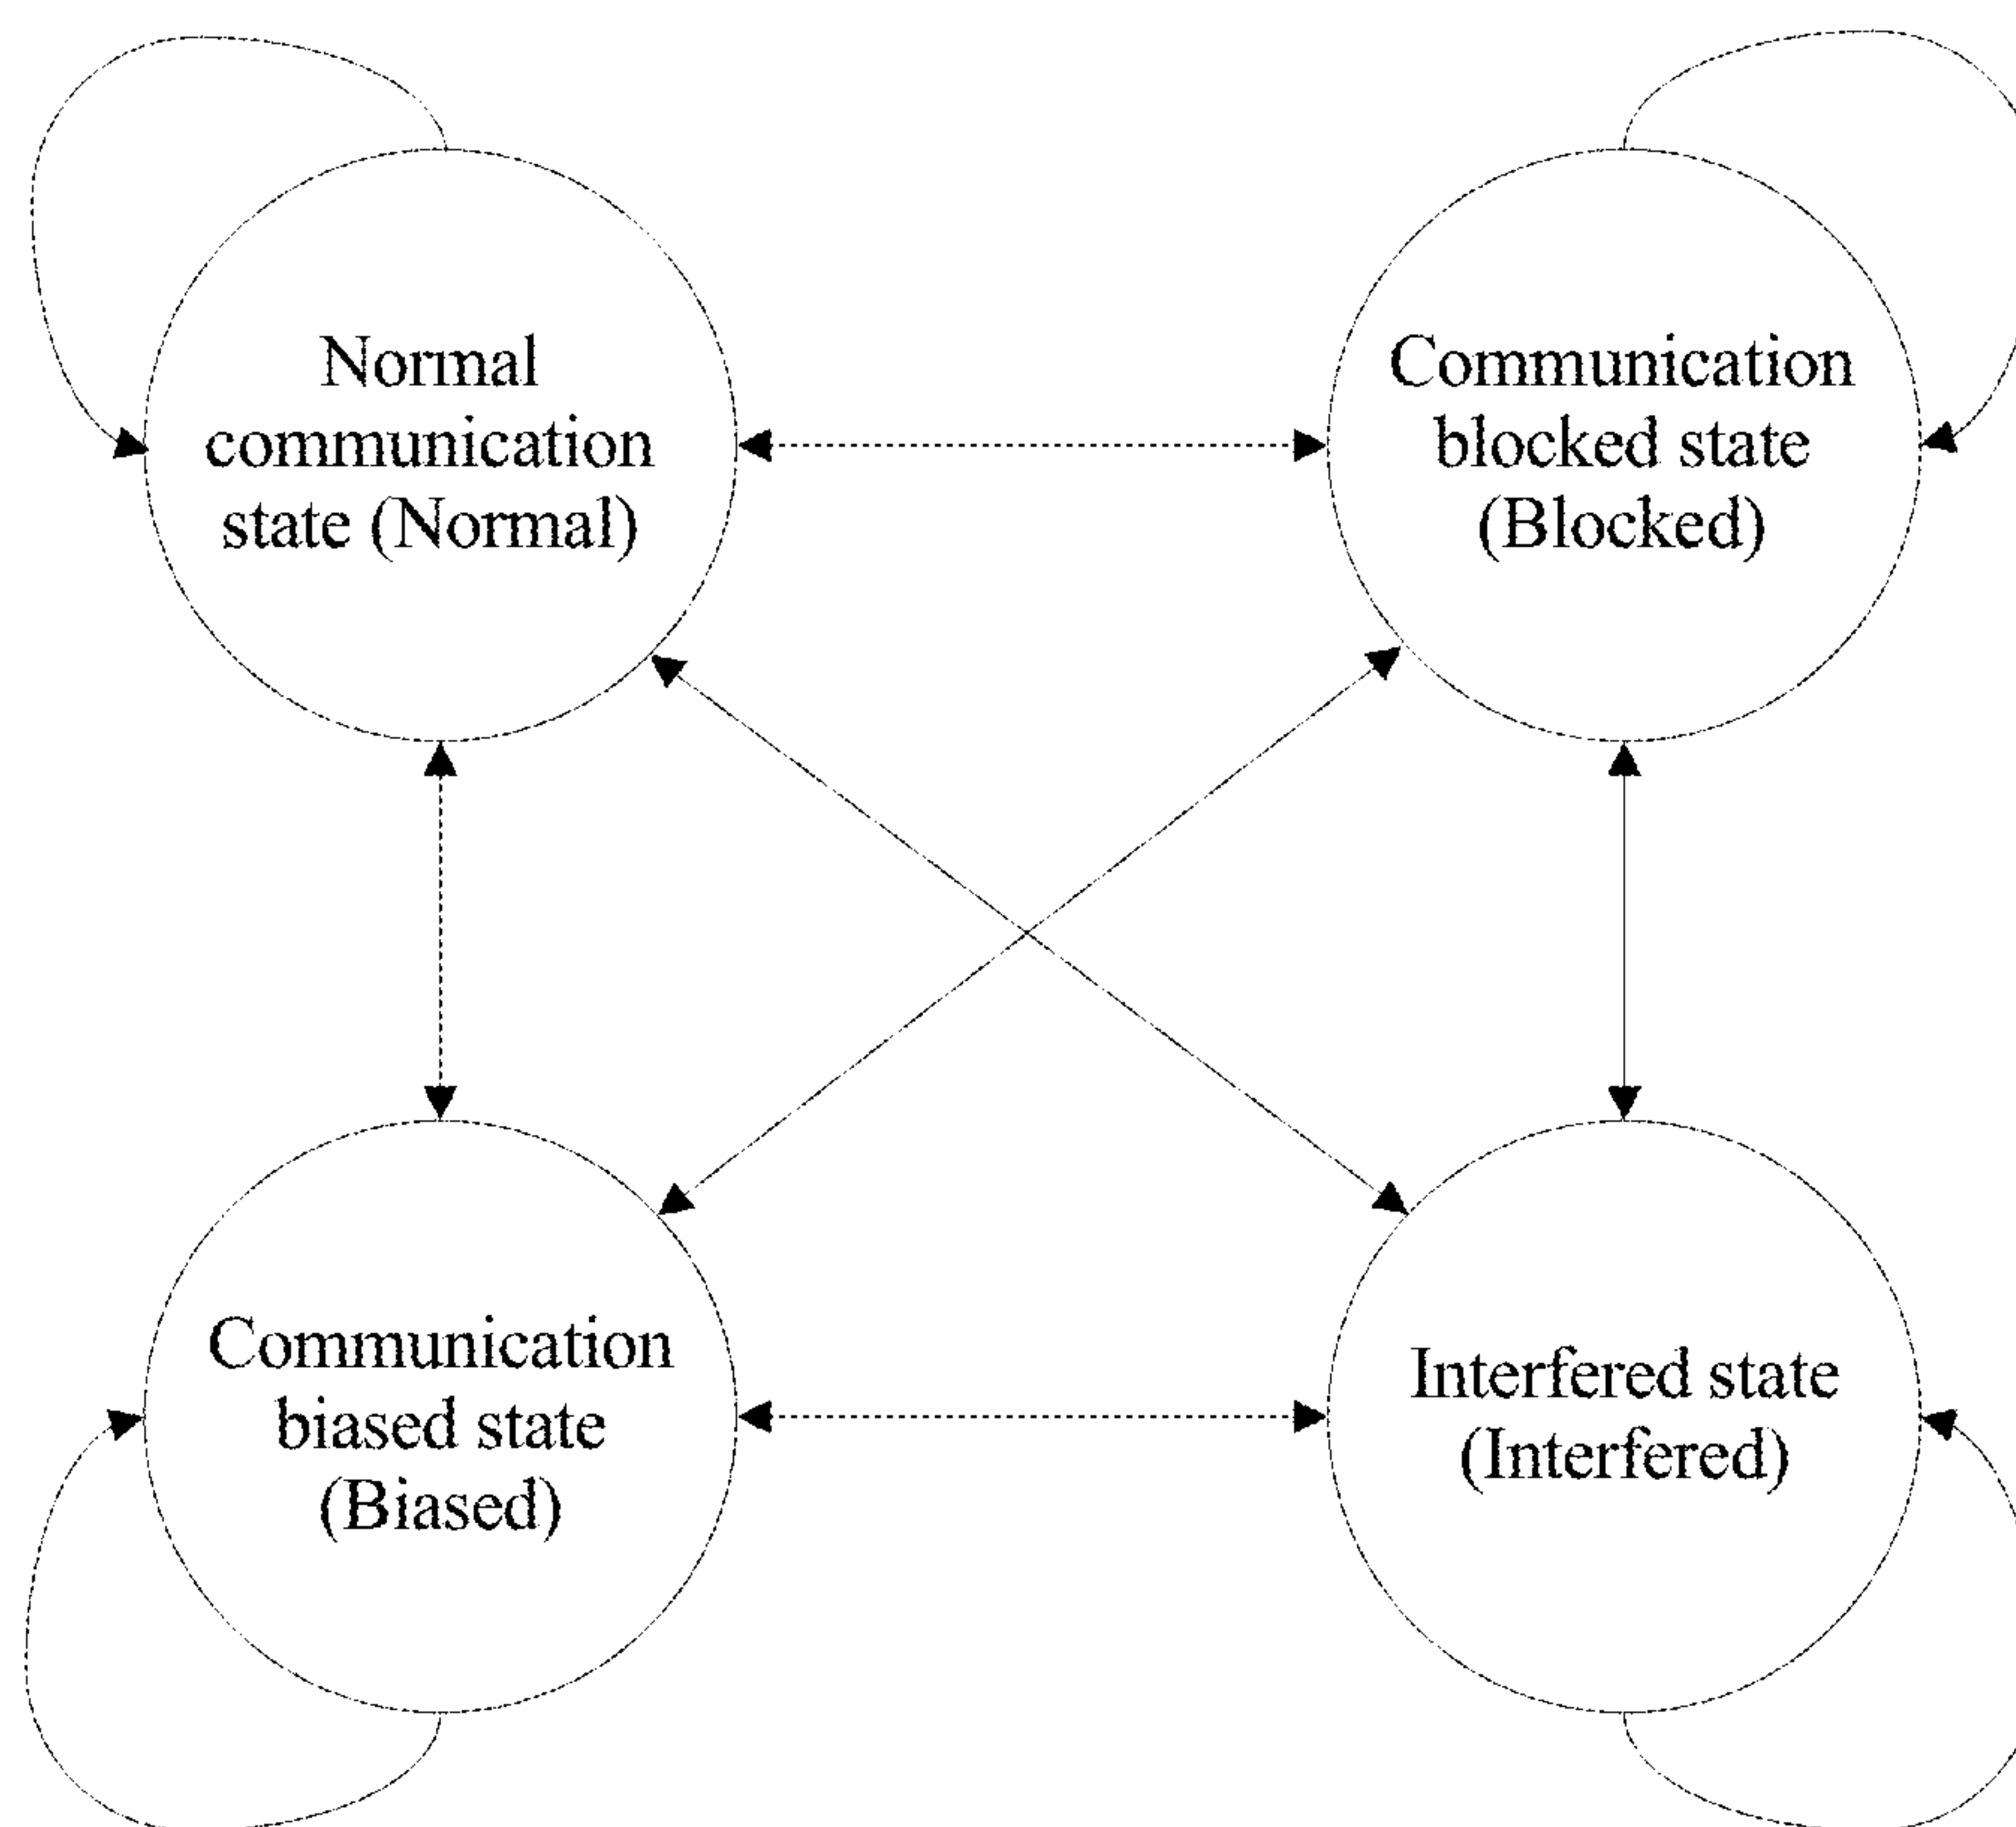 Normal
communication
state (Normal)
Communication
blocked state
(Blocked)
Communication
biased state
(Biased)
Interfered state
(Interfered)